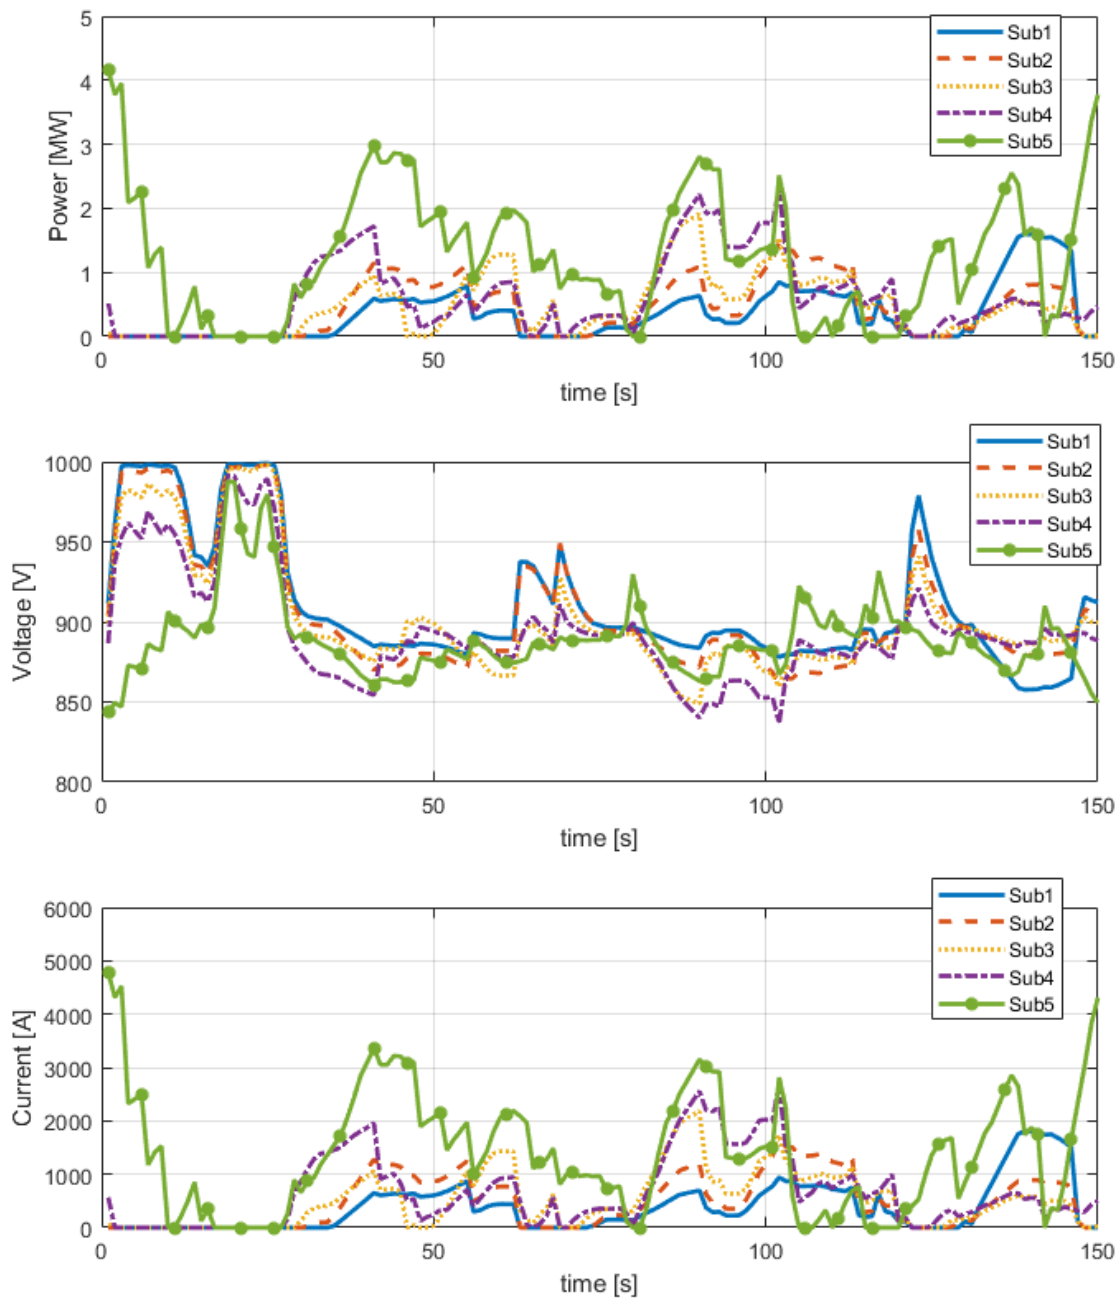 5
4
3
2
1
0
Power [MW]
0
50
100
150
time [s]
Sub1
Sub2
Sub3
Sub4
Sub5
1000
950
900
850
800
Voltage [V]
0
50
100
150
time [s]
Sub1
Sub2
Sub3
Sub4
Sub5
6000
5000
4000
3000
2000
1000
0
Current [A]
0
50
100
150
time [s]
Sub1
Sub2
Sub3
Sub4
Sub5